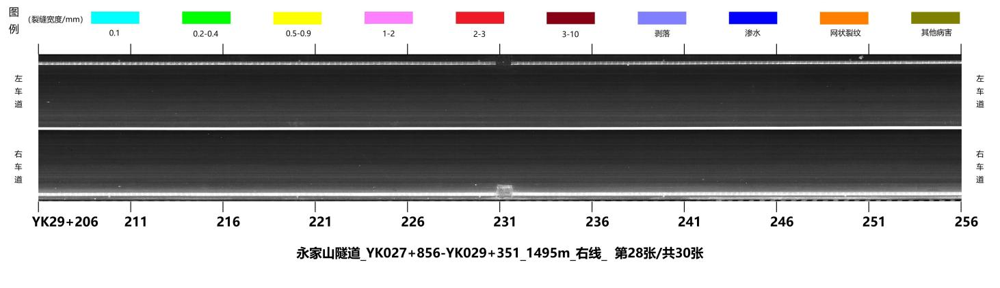 图例
(裂缝宽度/mm)
0.1 0.2-0.4 0.5-0.9 1-2 2-3 3-10 剥落 渗水 网状裂纹 其他病害
左车道 左车道
右车道 右车道
YK29+206 211 216 221 226 231 236 241 246 251 256
永家山隧道_YK027+856-YK029+351_1495m_右线_ 第28张/共30张